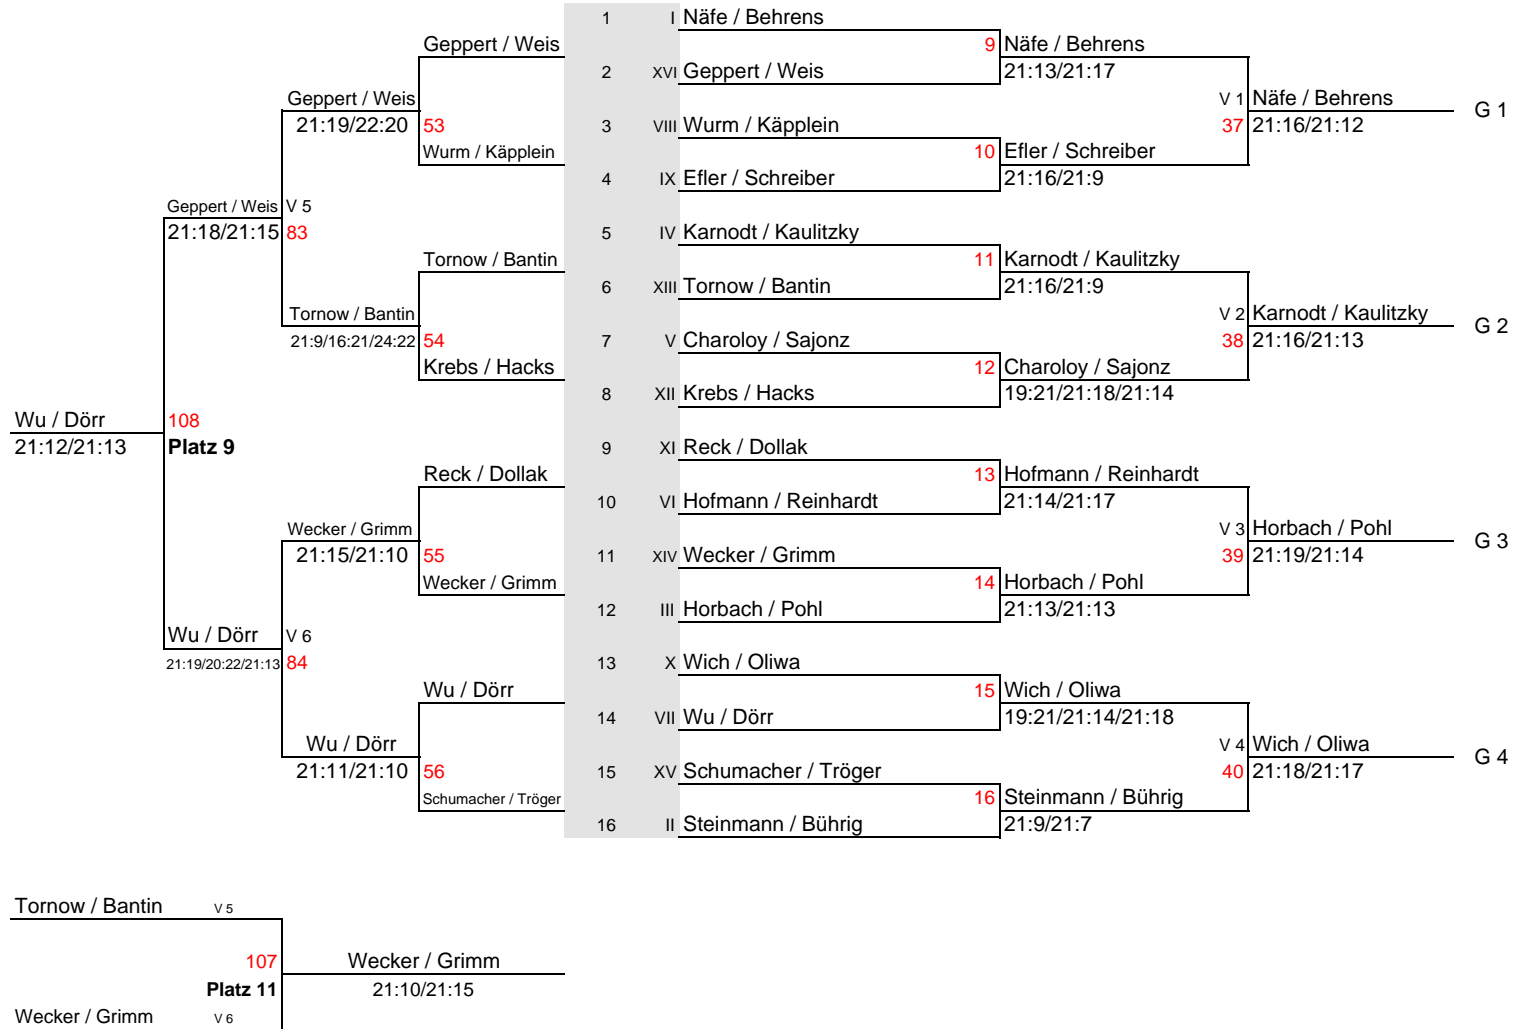 1 I Näfe / Behrens
Geppert / Weis 9 Näfe / Behrens
2 XVI Geppert / Weis 21:13/21:17
Geppert / Weis V 1 Näfe / Behrens G 1
21:19/22:20 53 3 VIII Wurm / Käpplein 37 21:16/21:12
Wurm / Käpplein 10 Efler / Schreiber
4 IX Efler / Schreiber 21:16/21:9
Geppert / Weis V 5
21:18/21:15 83 5 IV Karnodt / Kaulitzky
Tornow / Bantin 11 Karnodt / Kaulitzky
6 XIII Tornow / Bantin 21:16/21:9
Tornow / Bantin V 2 Karnodt / Kaulitzky G 2
21:9/16:21/24:22 54 7 V Charoloy / Sajonz 38 21:16/21:13
Krebs / Hacks 12 Charoloy / Sajonz
8 XII Krebs / Hacks 19:21/21:18/21:14
Wu / Dörr 108
21:12/21:13 Platz 9 9 XI Reck / Dollak
Reck / Dollak 13 Hofmann / Reinhardt
10 VI Hofmann / Reinhardt 21:14/21:17
Wecker / Grimm V 3 Horbach / Pohl G 3
21:15/21:10 55 11 XIV Wecker / Grimm 39 21:19/21:14
Wecker / Grimm 14 Horbach / Pohl
12 III Horbach / Pohl 21:13/21:13
Wu / Dörr V 6
21:19/20:22/21:13 84 13 X Wich / Oliwa
Wu / Dörr 15 Wich / Oliwa
14 VII Wu / Dörr 19:21/21:14/21:18
Wu / Dörr V 4 Wich / Oliwa G 4
21:11/21:10 56 15 XV Schumacher / Tröger 40 21:18/21:17
Schumacher / Tröger 16 Steinmann / Bührig
16 II Steinmann / Bührig 21:9/21:7
Tornow / Bantin V 5
107 Wecker / Grimm
Platz 11 21:10/21:15
Wecker / Grimm V 6